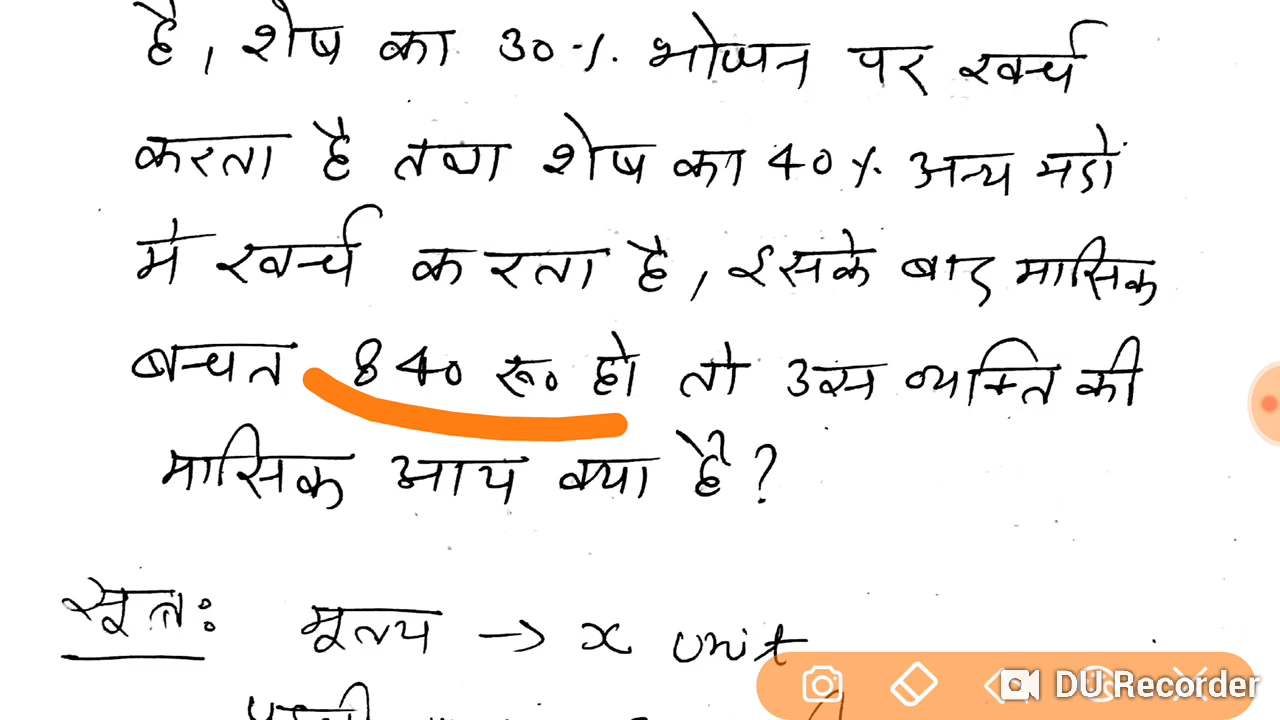 है, शेष का 30 %. भोजन पर खर्च
करता है तथा शेष का 40 %. अन्य मदों
में खर्च करता है, इसके बाद मासिक
बचत 840 रू० हो तो उस व्यक्ति की
मासिक आय क्या है?
सूत्र:
मूल्य → x unit
DU Recorder